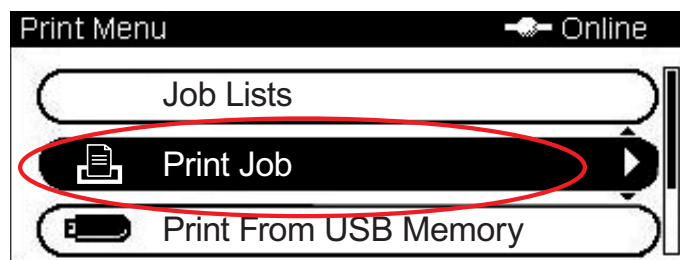 Print Menu Online
Job Lists
Print Job
Print From USB Memory